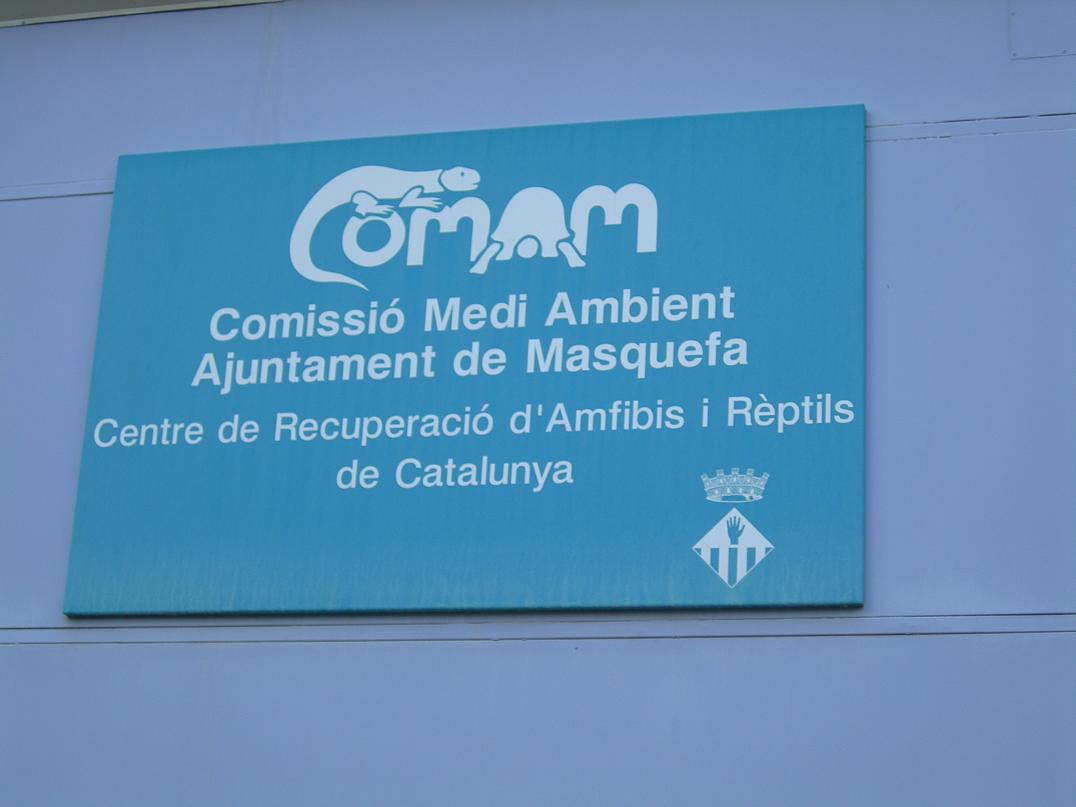 Comam
Comissió Medi Ambient
Ajuntament de Masquefa
Centre de Recuperació d'Amfibis i Rèptils
de Catalunya